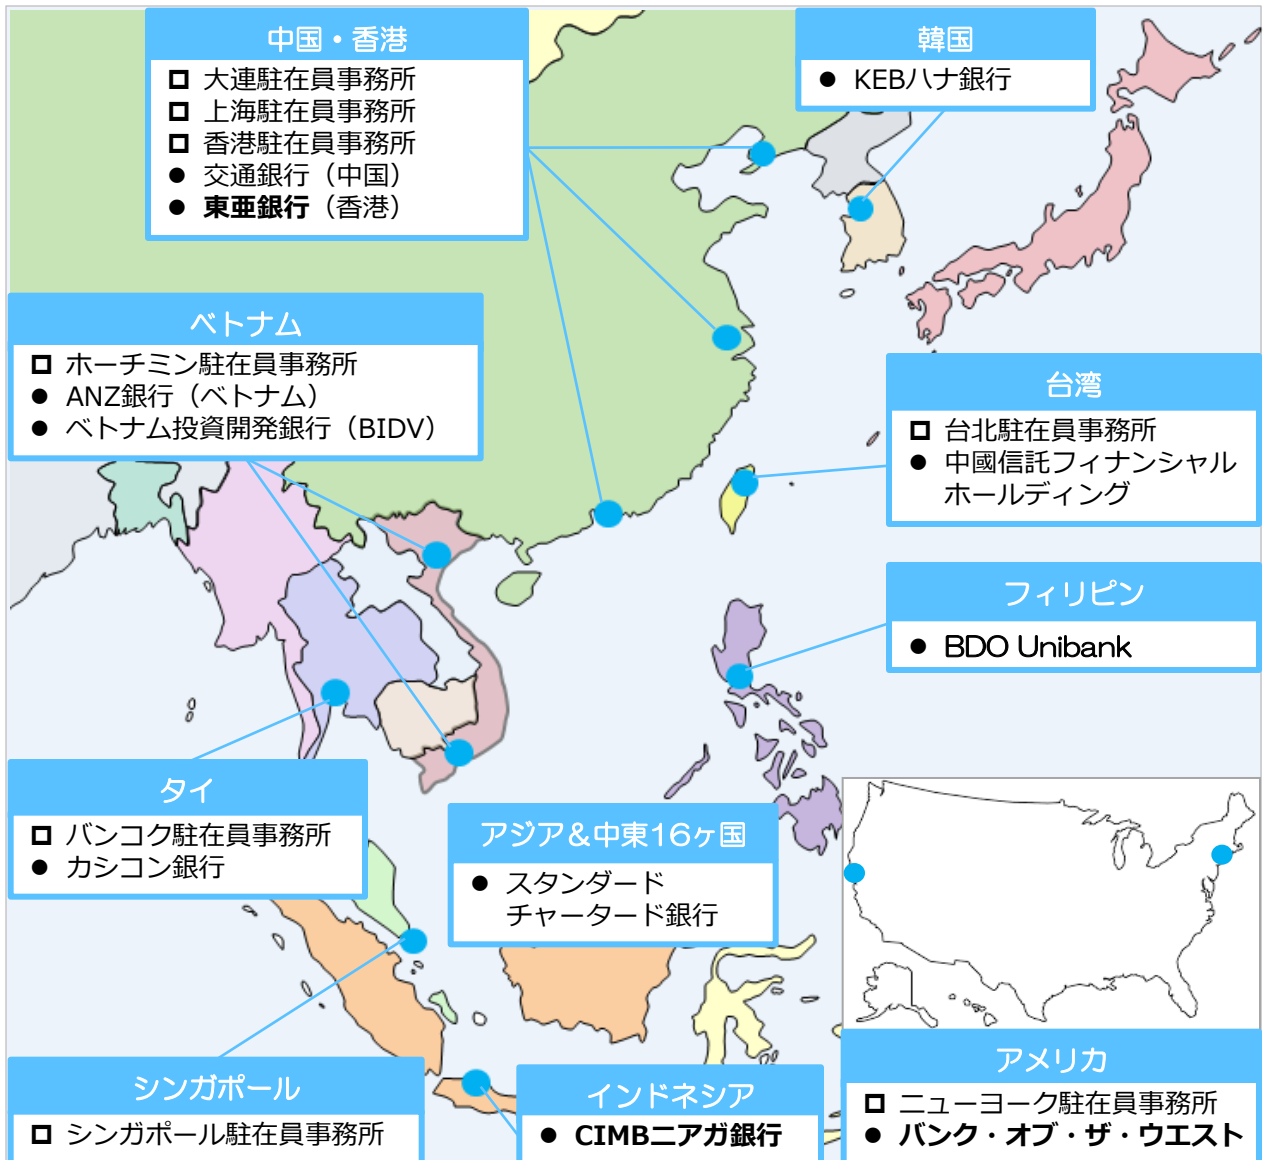 中国・香港
大連駐在員事務所
上海駐在員事務所
香港駐在員事務所
● 交通銀行（中国）
● 東亜銀行（香港）
韓国
● KEBハナ銀行
ベトナム
ホーチミン駐在員事務所
● ANZ銀行（ベトナム）
● ベトナム投資開発銀行（BIDV）
台湾
台北駐在員事務所
● 中國信託フィナンシャル
ホールディング
フィリピン
● BDO Unibank
タイ
バンコク駐在員事務所
● カシコン銀行
アジア＆中東16ヶ国
● スタンダード
チャータード銀行
シンガポール
シンガポール駐在員事務所
インドネシア
● CIMBニアガ銀行
アメリカ
ニューヨーク駐在員事務所
● バンク・オブ・ザ・ウエスト